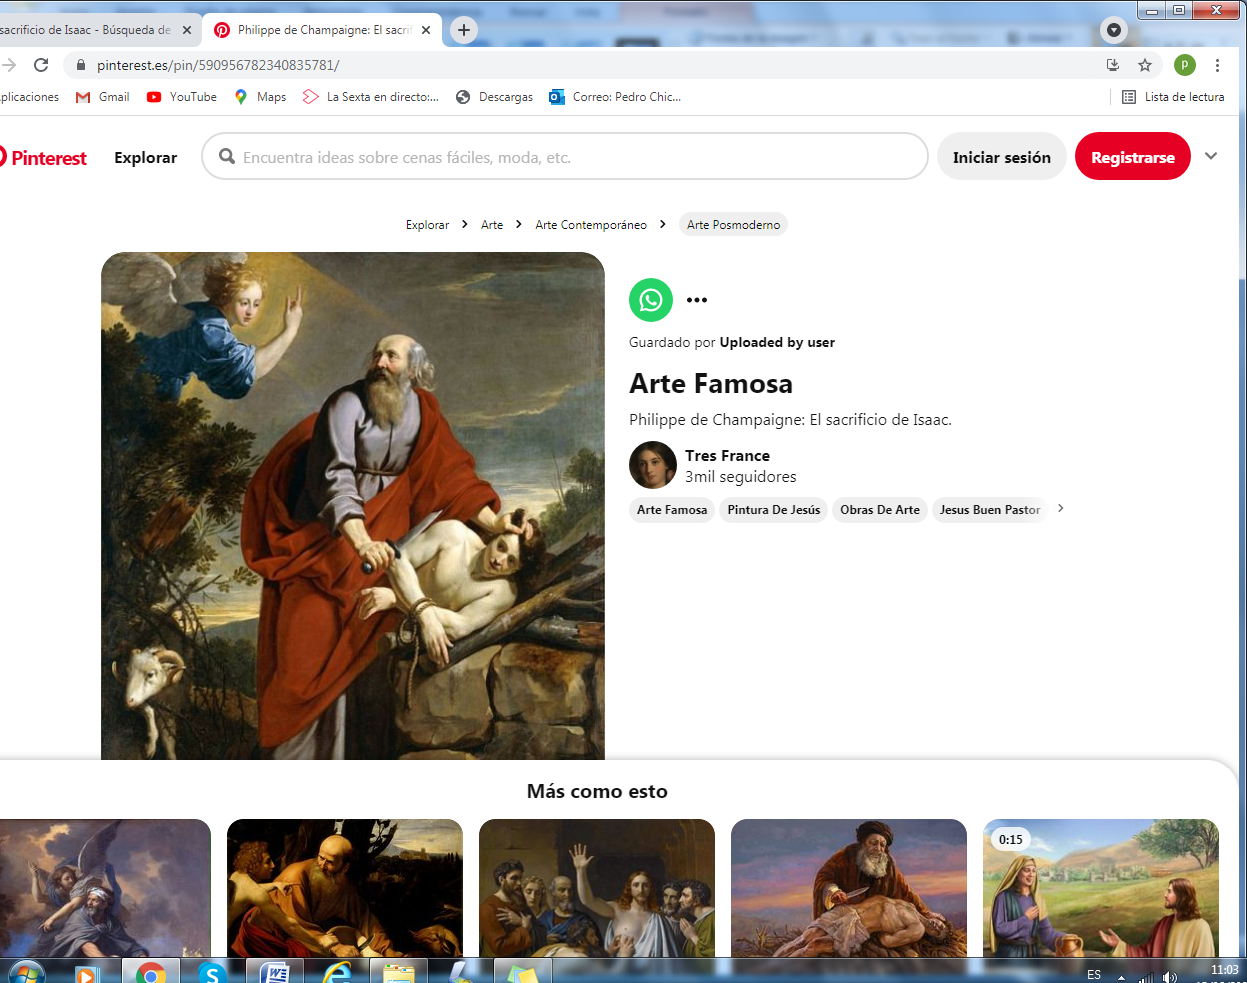 sacrificio de Isaac - Búsqueda de
Philippe de Champaigne: El sacrif
pinterest.es/pin/590956782340835781/
P
plicaciones
Gmail
YouTube
Maps
La Sexta en directo:...
Descargas
Correo: Pedro Chic...
Lista de lectura
Pinterest
Explorar
Encuentra ideas sobre cenas fáciles, moda, etc.
Iniciar sesión
Registrarse
Explorar
Arte
Arte Contemporáneo
Arte Posmoderno
Guardado por Uploaded by user
Arte Famosa
Philippe de Champaigne: El sacrificio de Isaac.
Tres France
3mil seguidores
Arte Famosa
Pintura De Jesús
Obras De Arte
Jesus Buen Pastor
Más como esto
0:15
ES
11:03